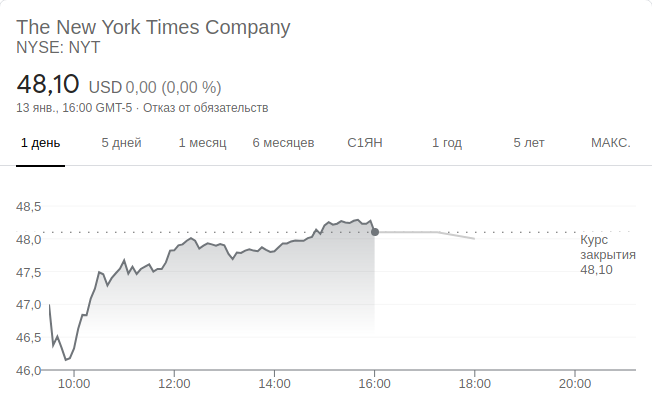 The New York Times Company
NYSE: NYT
48,10 USD 0,00 (0,00 %)
13 янв., 16:00 GMT-5 · Отказ от обязательств
1 день 5 дней 1 месяц 6 месяцев С1ЯН 1 год 5 лет МАКС.
48,5
48,0
47,5
47,0
46,5
46,0
Курс
закрытия
48,10
10:00 12:00 14:00 16:00 18:00 20:00